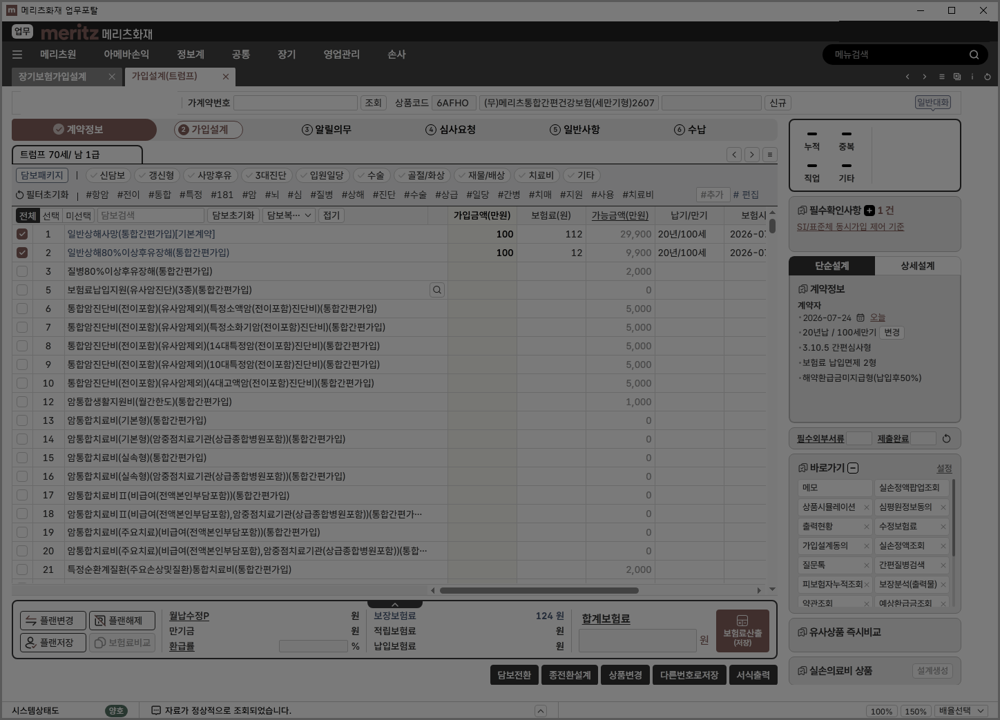 메리츠화재 업무포탈
업무 meritz 메리츠화재
메리츠원 아메바손익 정보계 공통 장기 영업관리 손사 메뉴검색
장기보험가입설계 가입설계(트럼프)
가계약번호 조회 상품코드 6AFHO (무)메리츠통합간편건강보험(세만기형)2607 신규 일반대화
계약정보 2 가입설계 3 알릴의무 4 심사요청 5 일반사항 6 수납
트럼프 70세/ 남 1급
담보패키지 신담보 갱신형 사망후유 3대진단 입원일당 수술 골절/화상 재물/배상 치료비 기타
필터초기화 #항암 #전이 #통합 #특정 #181 #암 #뇌 #심 #질병 #상해 #진단 #수술 #상급 #일당 #간병 #치매 #지원 #사용 #치료비 #추가 # 편집
전체 선택 미선택 담보검색 담보초기화 담보복… 접기 가입금액(만원) 보험료(원) 가능금액(만원) 납기/만기 보험시
1 일반상해사망(통합간편가입)[기본계약] 100 112 29,900 20년/100세 2026-07
2 일반상해80%이상후유장해(통합간편가입) 100 12 9,900 20년/100세 2026-07
3 질병80%이상후유장해(통합간편가입) 2,000
5 보험료납입지원(유사암진단)(3종)(통합간편가입) 0
6 통합암진단비(전이포함)(유사암제외)(특정소액암(전이포함)진단비)(통합간편가입) 5,000
7 통합암진단비(전이포함)(유사암제외)(특정소화기암(전이포함)진단비)(통합간편가입) 5,000
8 통합암진단비(전이포함)(유사암제외)(14대특정암(전이포함)진단비)(통합간편가입) 5,000
9 통합암진단비(전이포함)(유사암제외)(10대특정암(전이포함)진단비)(통합간편가입) 5,000
10 통합암진단비(전이포함)(유사암제외)(4대고액암(전이포함)진단비)(통합간편가입) 5,000
12 암통합생활지원비(월간한도)(통합간편가입) 1,000
13 암통합치료비(기본형)(통합간편가입) 0
14 암통합치료비(기본형)(암중점치료기관(상급종합병원포함))(통합간편가입) 0
15 암통합치료비(실속형)(통합간편가입) 0
16 암통합치료비(실속형)(암중점치료기관(상급종합병원포함))(통합간편가입) 0
17 암통합치료비Ⅱ(비급여(전액본인부담포함))(통합간편가입) 0
18 암통합치료비Ⅱ(비급여(전액본인부담포함),암중점치료기관(상급종합병원포함))(통합간편가… 0
19 암통합치료비(주요치료)(비급여(전액본인부담포함))(통합간편가입) 0
20 암통합치료비(주요치료)(비급여(전액본인부담포함),암중점치료기관(상급종합병원포함))(통합… 0
21 특정순환계질환(주요손상및질환)통합치료비(통합간편가입) 2,000
플랜변경 플랜해제 월납수정P 원 보장보험료 124 원 합계보험료
만기금 원 적립보험료 원 원 보험료산출
플랜저장 보험료비교 환급률 % 납입보험료 원 (저장)
담보전환 종전환설계 상품변경 다른번호로저장 서식출력
누적 중복
직업 기타
필수확인사항 1 건
SI/표준체 동시가입 제어 기준
단순설계 상세설계
계약정보
계약자
2026-07-24 오늘
20년납 / 100세만기 변경
3.10.5 간편심사형
보험료 납입면제 2형
해약환급금미지급형(납입후50%)
필수외부서류 제출완료
바로가기 설정
메모 실손정액팝업조회
상품시뮬레이션 심평원정보동의
출력현황 수정보험료
가입설계동의 실손정액조회
질문톡 간편질병검색
피보험자누적조회 보장분석(출력물)
약관조회 예상환급금조회
유사상품 즉시비교
실손의료비 상품 설계생성
시스템상태도 양호 자료가 정상적으로 조회되었습니다. 100% 150% 배율선택